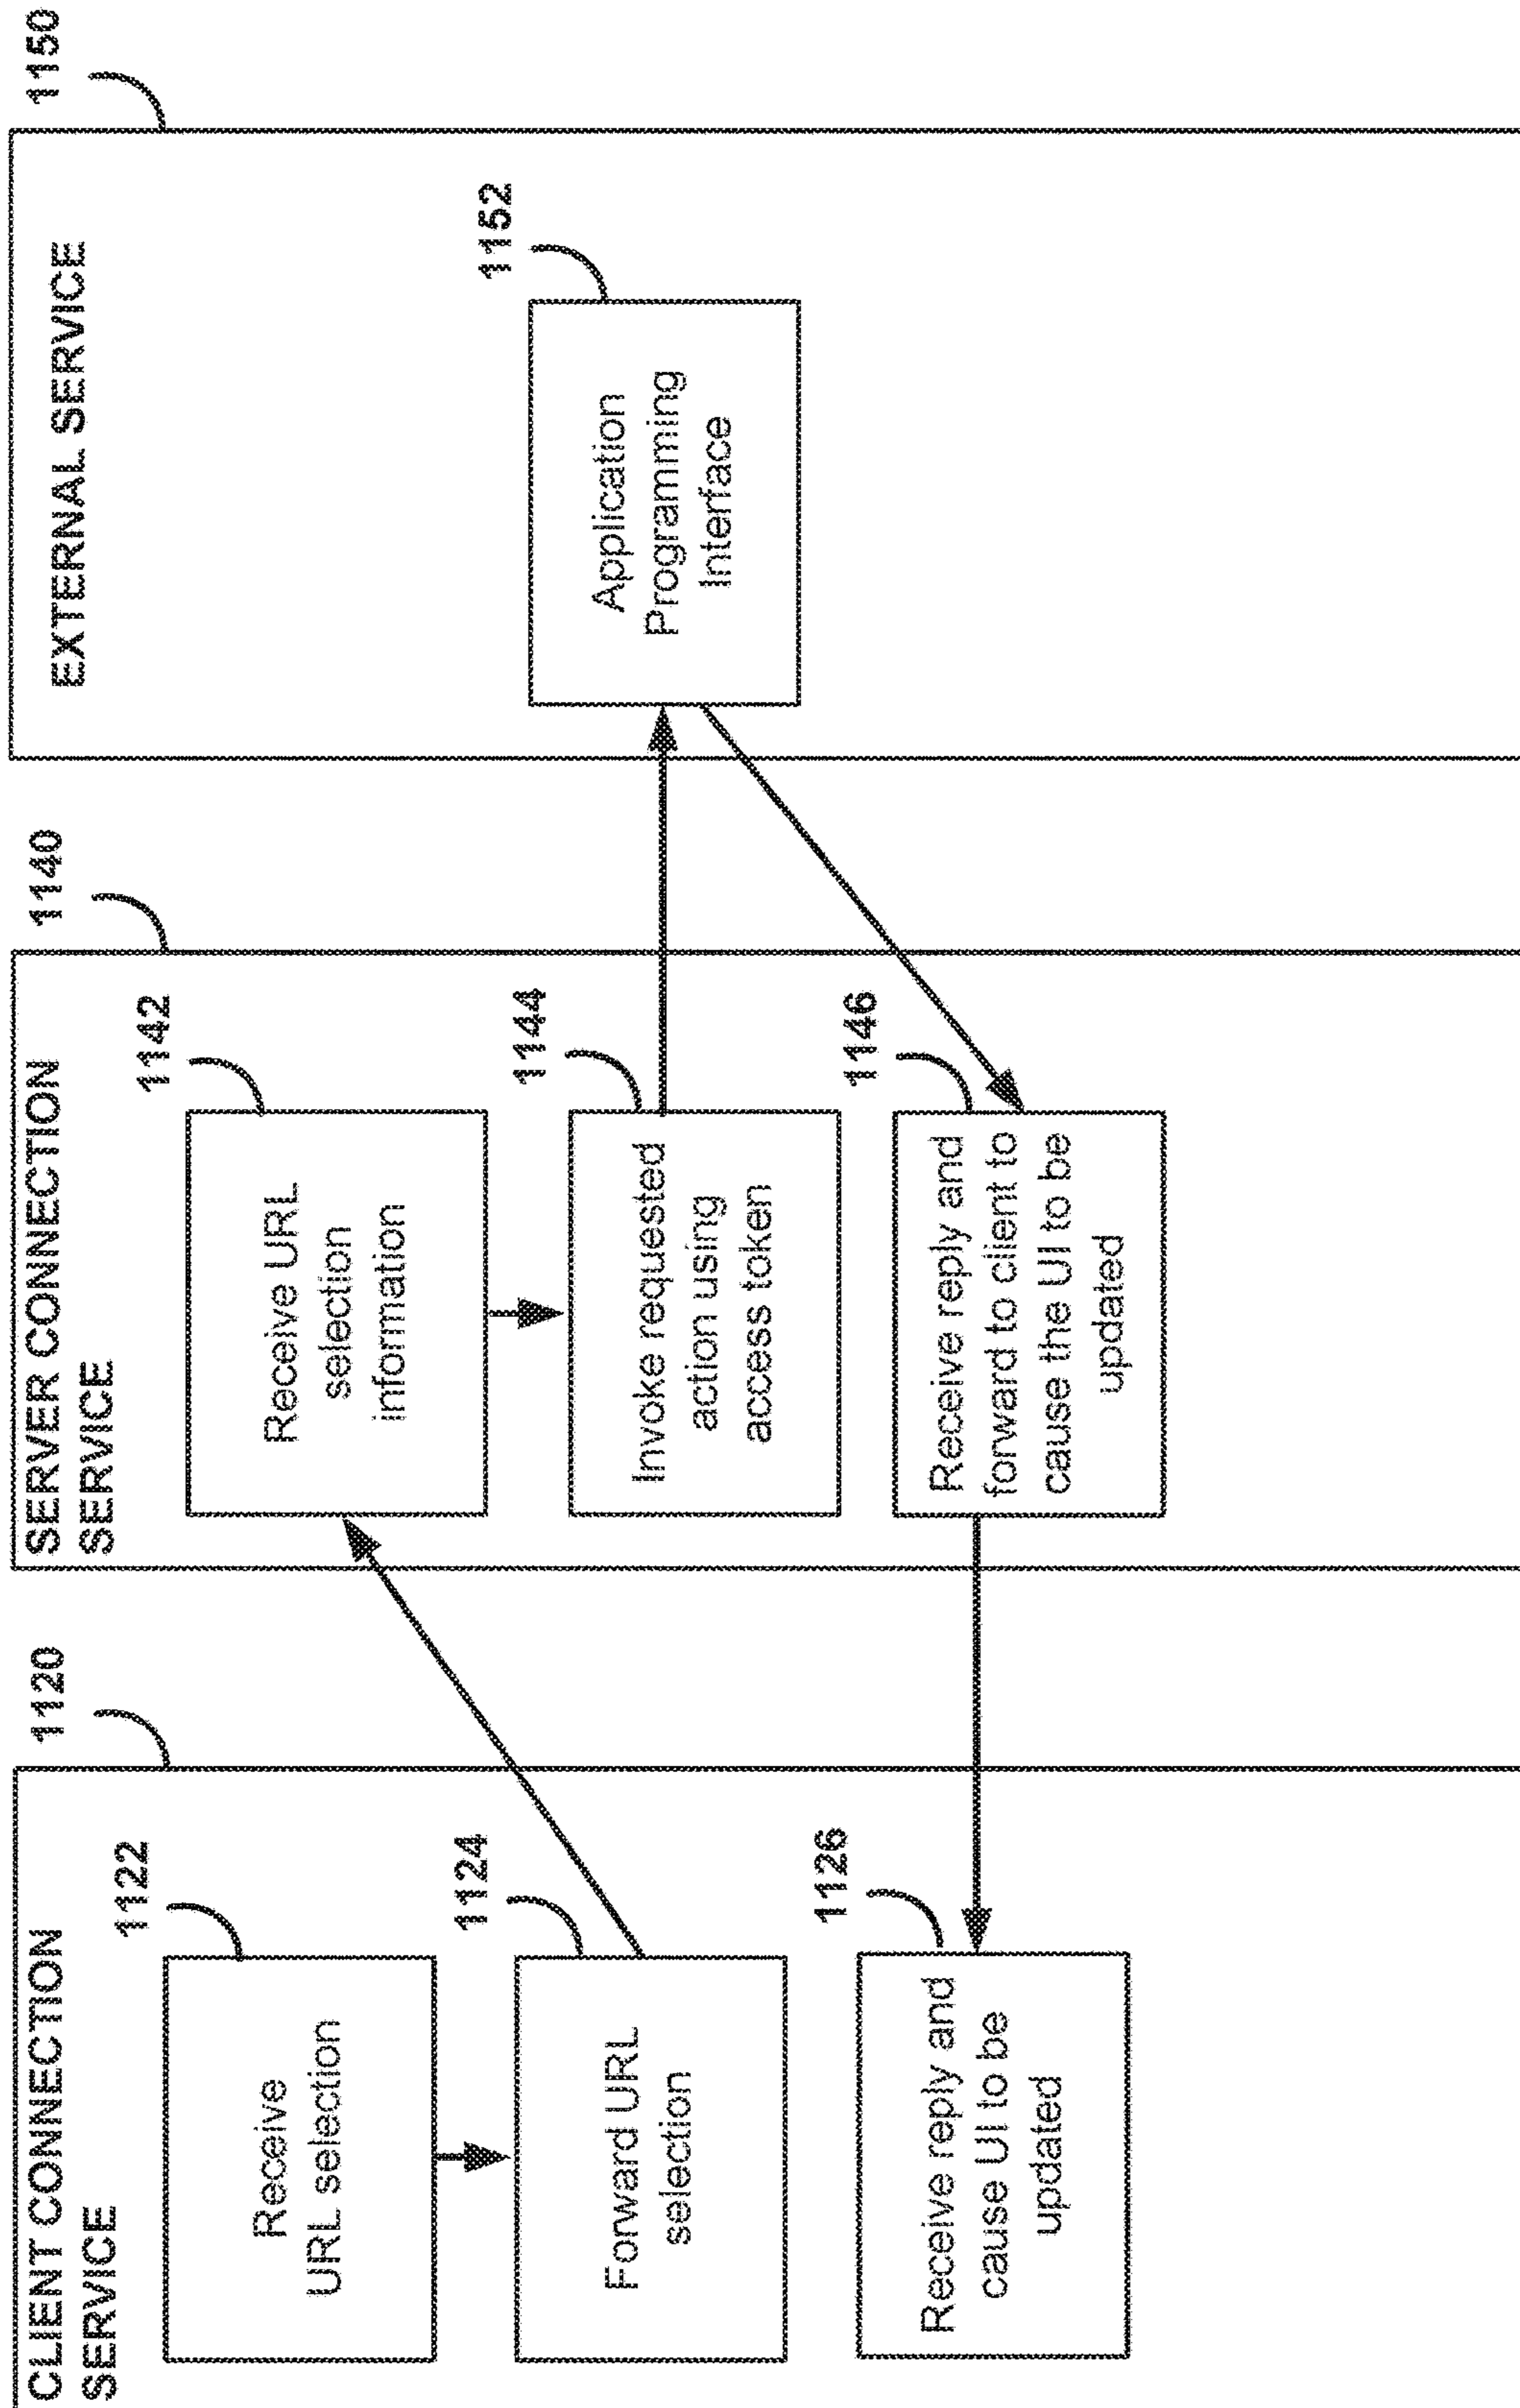 CLIENT CONNECTION
SERVICE
1120
1122
Receive
URL selection
1124
Forward URL
selection
1126
Receive reply and
cause UI to be
updated
SERVER CONNECTION
SERVICE
1140
1142
Receive URL
selection
information
1144
Invoke requested
action using
access token
1146
Receive reply and
forward to client to
cause the UI to be
updated
EXTERNAL SERVICE
1150
1152
Application
Programming
Interface